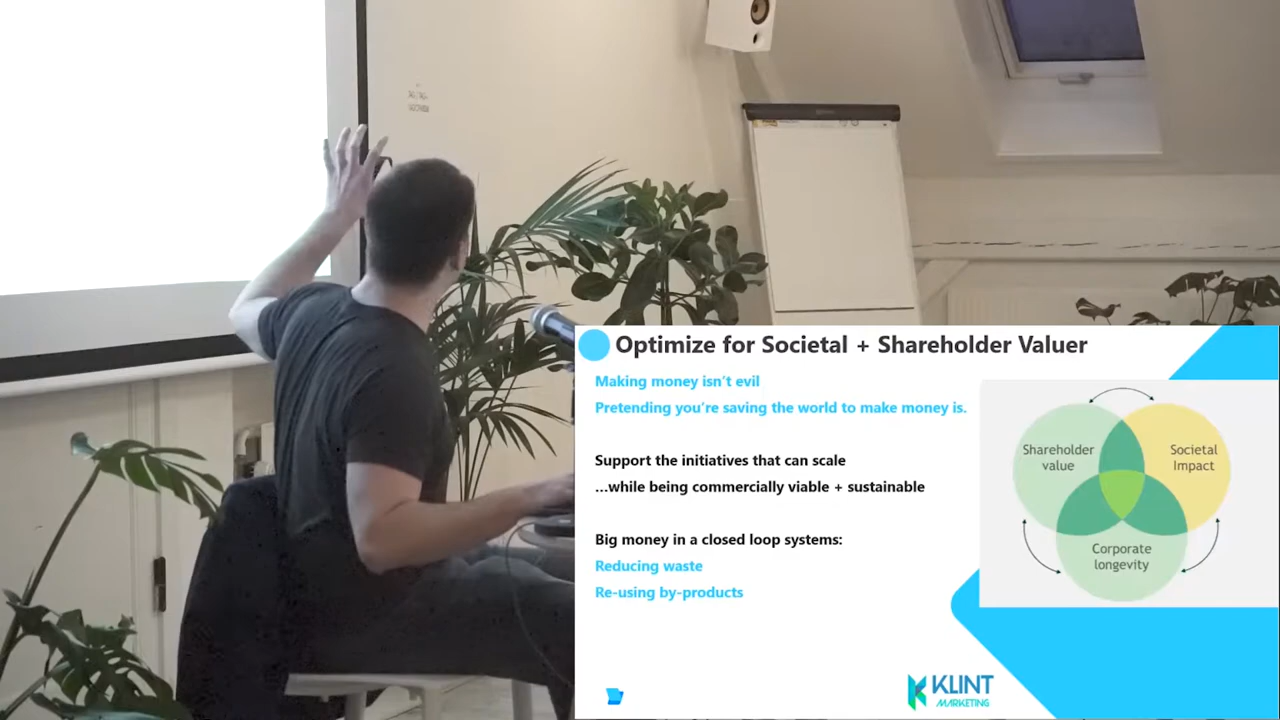 Optimize for Societal + Shareholder Valuer
Making money isn't evil
Pretending you're saving the world to make money is.
Support the initiatives that can scale
...while being commercially viable + sustainable
Big money in a closed loop systems:
Reducing waste
Re-using by-products
Shareholder
value
Societal
Impact
Corporate
longevity
KLINT
MARKETING